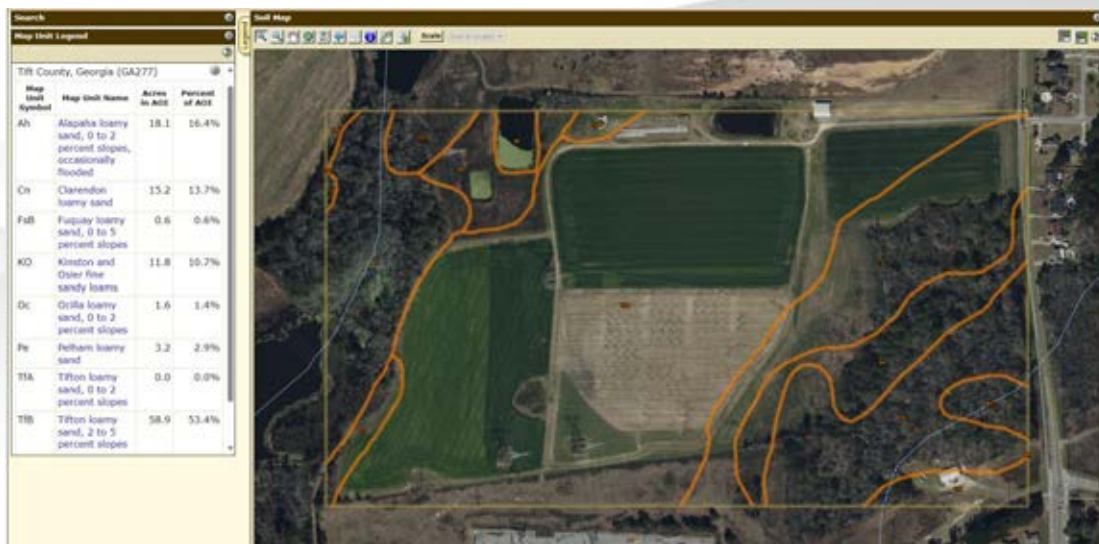 Search
Map Unit Legend
Tift County, Georgia (GA277)
Map Unit Symbol Map Unit Name Acres in AOI Percent of AOI
Ah Alapaha loamy sand, 0 to 2 percent slopes, occasionally flooded 18.1 16.4%
Cn Clarendon loamy sand 15.2 13.7%
FsB Fuquay loamy sand, 0 to 5 percent slopes 0.6 0.6%
KO Kinston and Osier fine sandy loams 11.8 10.7%
Oc Ocilla loamy sand, 0 to 2 percent slopes 1.6 1.4%
Pe Pelham loamy sand 3.2 2.9%
TfA Tifton loamy sand, 0 to 2 percent slopes 0.0 0.0%
TfB Tifton loamy sand, 2 to 5 percent slopes 58.9 53.4%
Soil Map
Scale